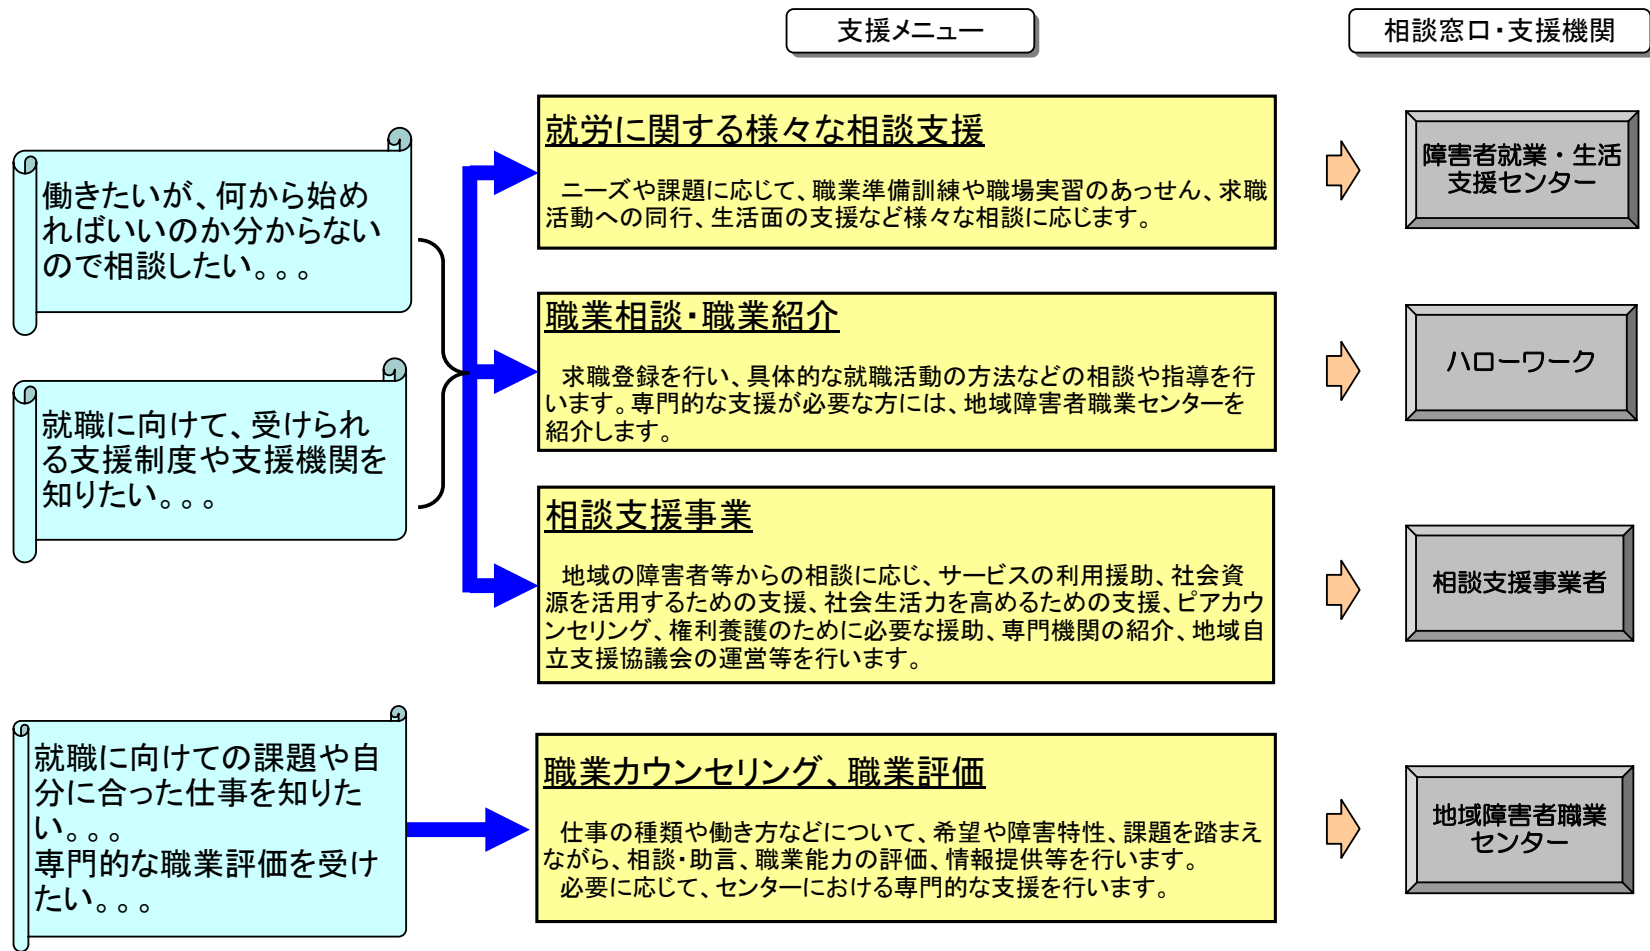 支援メニュー
相談窓口・支援機関
働きたいが、何から始め
ればいいのか分からない
ので相談したい。。。
就職に向けて、受けられ
る支援制度や支援機関を
知りたい。。。
就労に関する様々な相談支援
ニーズや課題に応じて、職業準備訓練や職場実習のあっせん、求職
活動への同行、生活面の支援など様々な相談に応じます。
障害者就業・生活
支援センター
職業相談・職業紹介
求職登録を行い、具体的な就職活動の方法などの相談や指導を行
います。専門的な支援が必要な方には、地域障害者職業センターを
紹介します。
ハローワーク
相談支援事業
地域の障害者等からの相談に応じ、サービスの利用援助、社会資
源を活用するための支援、社会生活力を高めるための支援、ピアカウ
ンセリング、権利養護のために必要な援助、専門機関の紹介、地域自
立支援協議会の運営等を行います。
相談支援事業者
就職に向けての課題や自
分に合った仕事を知りた
い。。。
専門的な職業評価を受け
たい。。。
職業カウンセリング、職業評価
仕事の種類や働き方などについて、希望や障害特性、課題を踏まえ
ながら、相談・助言、職業能力の評価、情報提供等を行います。
必要に応じて、センターにおける専門的な支援を行います。
地域障害者職業
センター